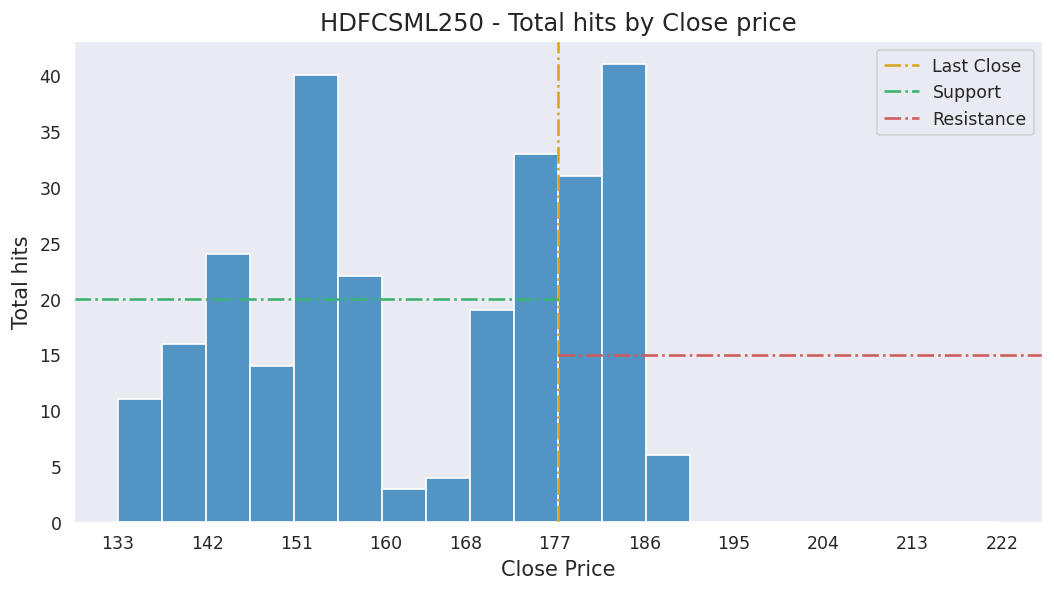 HDFCSML250 - Total hits by Close price
Last Close
Support
Resistance
Total hits
40
35
30
25
20
15
10
5
0
133 142 151 160 168 177 186 195 204 213 222
Close Price